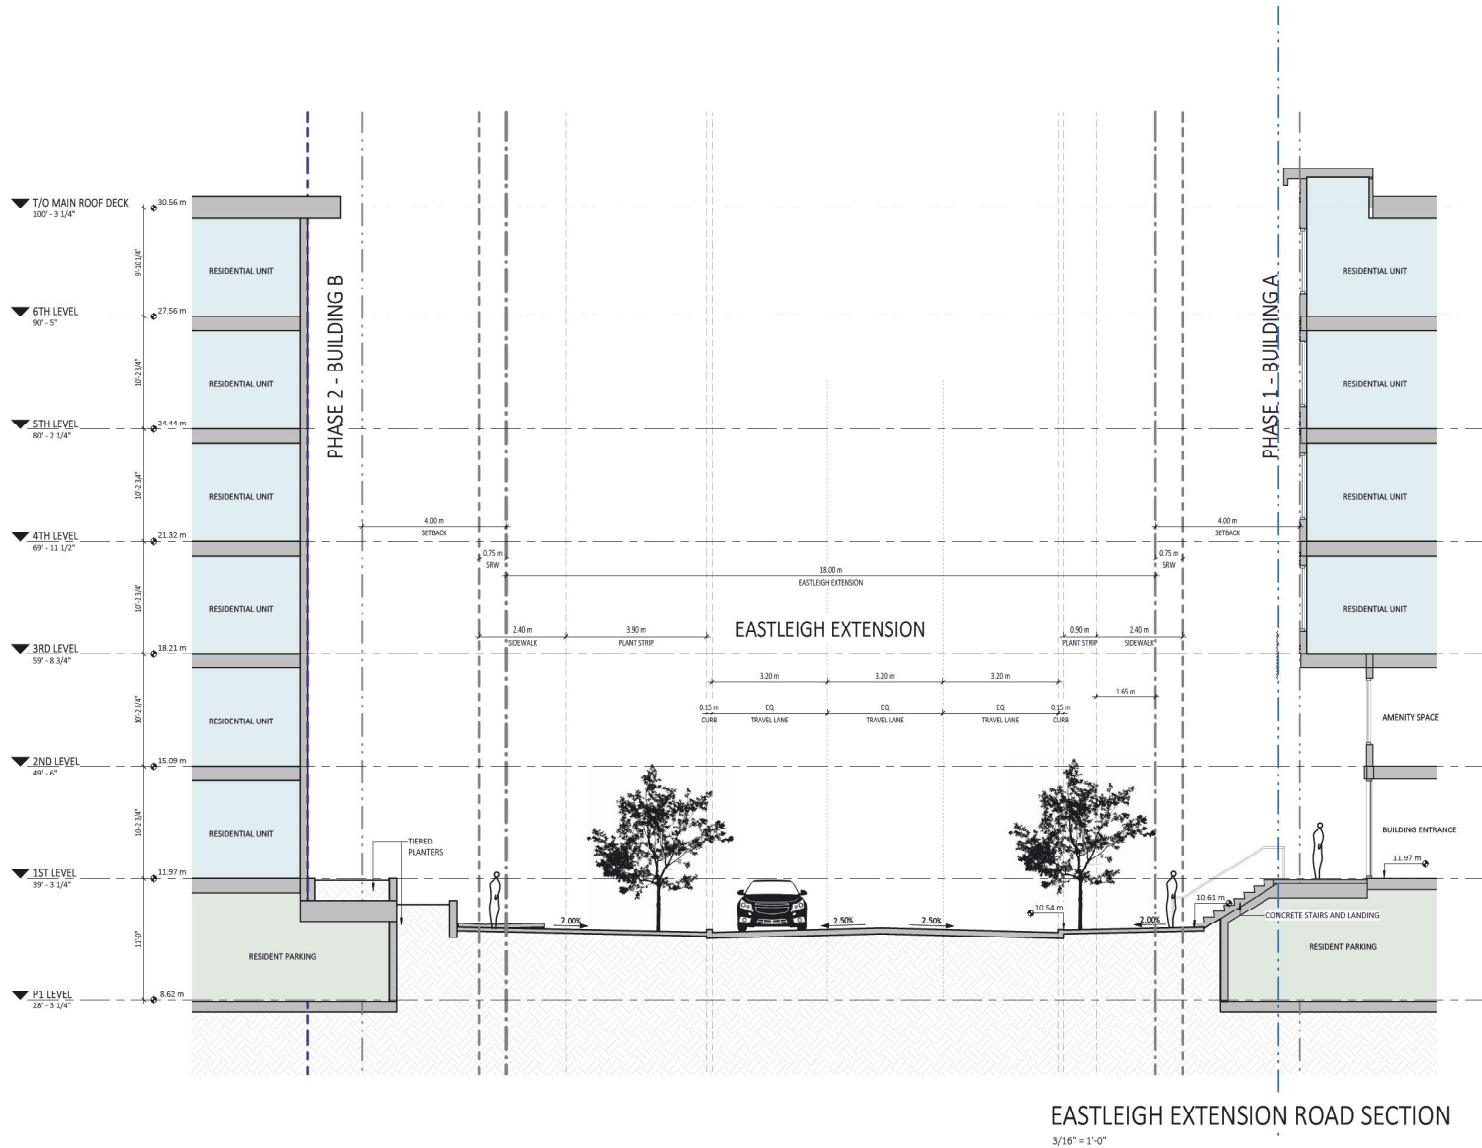 T/O MAIN ROOF DECK
100' - 3 1/4"
30.56 m
9'-10 1/4"
RESIDENTIAL UNIT
RESIDENTIAL UNIT
6TH LEVEL
90' - 5"
27.56 m
10'-2 3/4"
RESIDENTIAL UNIT
RESIDENTIAL UNIT
PHASE 2 - BUILDING B
PHASE 1 - BUILDING A
5TH LEVEL
80' - 2 1/4"
24.44 m
10'-2 3/4"
RESIDENTIAL UNIT
RESIDENTIAL UNIT
4.00 m
SETBACK
4.00 m
SETBACK
4TH LEVEL
69' - 11 1/2"
21.32 m
0.75 m
SRW
0.75 m
SRW
18.00 m
EASTLEIGH EXTENSION
10'-2 3/4"
RESIDENTIAL UNIT
RESIDENTIAL UNIT
EASTLEIGH EXTENSION
2.40 m
SIDEWALK
3.90 m
PLANT STRIP
0.90 m
PLANT STRIP
2.40 m
SIDEWALK
3RD LEVEL
59' - 8 3/4"
18.21 m
3.20 m
3.20 m
3.20 m
1.65 m
10'-2 1/4"
RESIDENTIAL UNIT
0.15 m
CURB
EQ
TRAVEL LANE
EQ
TRAVEL LANE
EQ
TRAVEL LANE
0.15 m
CURB
AMENITY SPACE
2ND LEVEL
49' - 6"
15.09 m
10'-2 3/4"
RESIDENTIAL UNIT
TIERED
PLANTERS
BUILDING ENTRANCE
11.97 m
1ST LEVEL
39' - 3 1/4"
11.97 m
10.54 m
10.61 m
CONCRETE STAIRS AND LANDING
2.00%
2.50%
2.50%
2.00%
11'-0"
RESIDENT PARKING
RESIDENT PARKING
P1 LEVEL
28' - 3 1/4"
8.62 m
EASTLEIGH EXTENSION ROAD SECTION
3/16" = 1'-0"